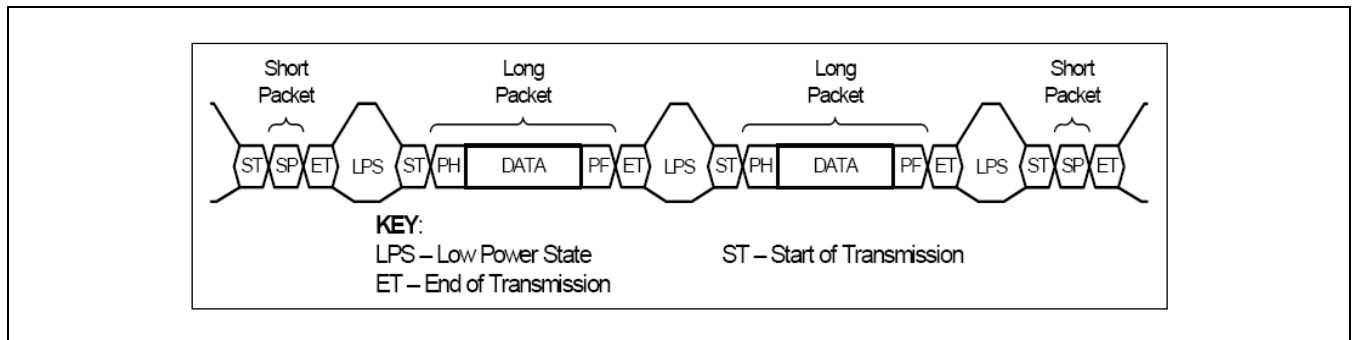 Short Packet
Long Packet
Long Packet
Short Packet
ST SP ET LPS ST PH DATA PF ET LPS ST PH DATA PF ET LPS ST SP ET
KEY:
LPS – Low Power State
ST – Start of Transmission
ET – End of Transmission